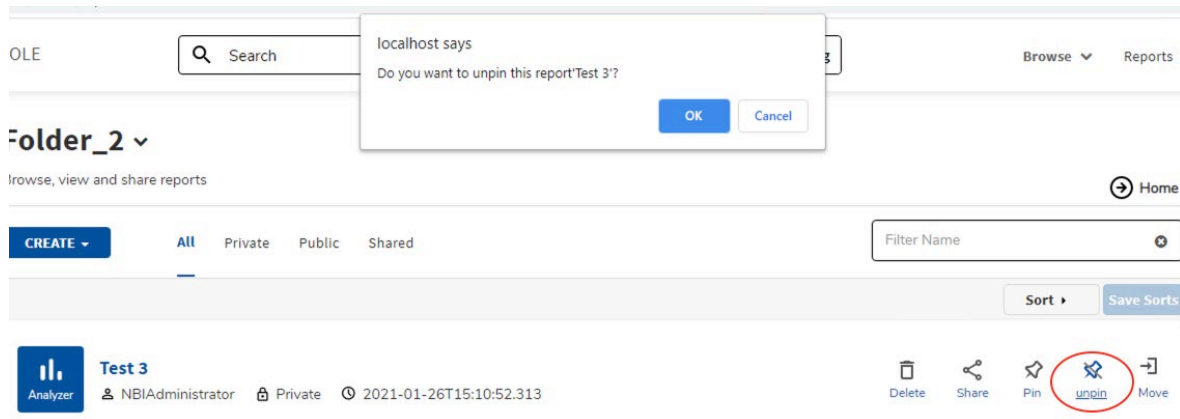 localhost says
Do you want to unpin this report'Test 3'?
OK Cancel
OLE Search Browse Reports
Folder_2
Browse, view and share reports
Home
CREATE All Private Public Shared Filter Name
Sort Save Sorts
Test 3
Analyzer NBIAdministrator Private 2021-01-26T15:10:52.313
Delete Share Pin unpin Move